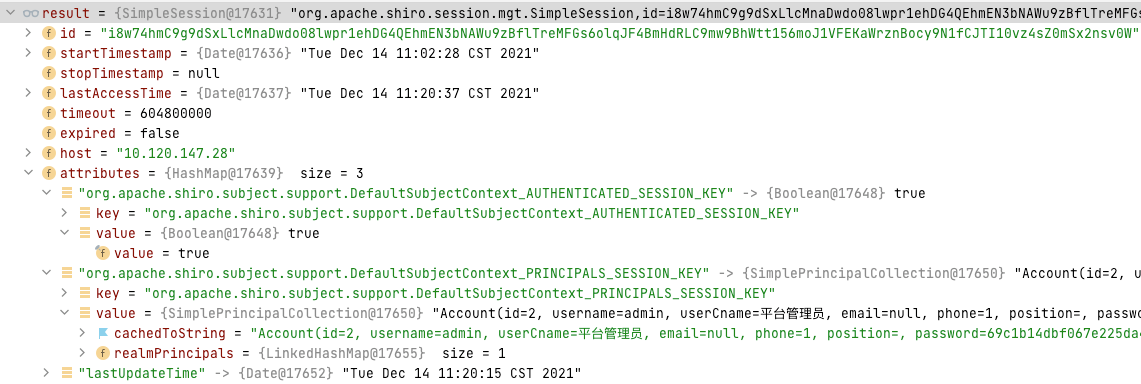 result = {SimpleSession@17631} "org.apache.shiro.session.mgt.SimpleSession,id=i8w74hmC9g9dSxLlcMnaDwdo08lwpr1ehDG4QEhmEN3bNAWu9zBflTreMFGs
f id = "i8w74hmC9g9dSxLlcMnaDwdo08lwpr1ehDG4QEhmEN3bNAWu9zBflTreMFGs6olqJF4BmHdRLC9mw9BhWtt156moJ1VFEKaWrznBocy9N1fCJTI10vz4sZ0mSx2nsv0W"
f startTimestamp = {Date@17636} "Tue Dec 14 11:02:28 CST 2021"
f stopTimestamp = null
f lastAccessTime = {Date@17637} "Tue Dec 14 11:20:37 CST 2021"
f timeout = 604800000
f expired = false
f host = "10.120.147.28"
f attributes = {HashMap@17639} size = 3
"org.apache.shiro.subject.support.DefaultSubjectContext_AUTHENTICATED_SESSION_KEY" -> {Boolean@17648} true
key = "org.apache.shiro.subject.support.DefaultSubjectContext_AUTHENTICATED_SESSION_KEY"
value = {Boolean@17648} true
f value = true
"org.apache.shiro.subject.support.DefaultSubjectContext_PRINCIPALS_SESSION_KEY" -> {SimplePrincipalCollection@17650} "Account(id=2, u
key = "org.apache.shiro.subject.support.DefaultSubjectContext_PRINCIPALS_SESSION_KEY"
value = {SimplePrincipalCollection@17650} "Account(id=2, username=admin, userCname=平台管理员, email=null, phone=1, position=, passwo
cachedToString = "Account(id=2, username=admin, userCname=平台管理员, email=null, phone=1, position=, password=69c1b14dbf067e225da4
f realmPrincipals = {LinkedHashMap@17655} size = 1
"lastUpdateTime" -> {Date@17652} "Tue Dec 14 11:20:15 CST 2021"